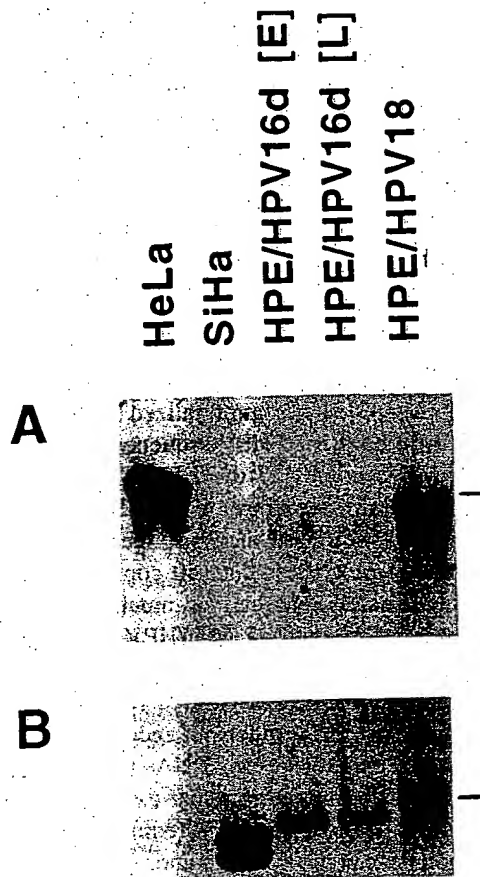 HeLa
SiHa
HPE/HPV16d [E]
HPE/HPV16d [L]
HPE/HPV18
A
B